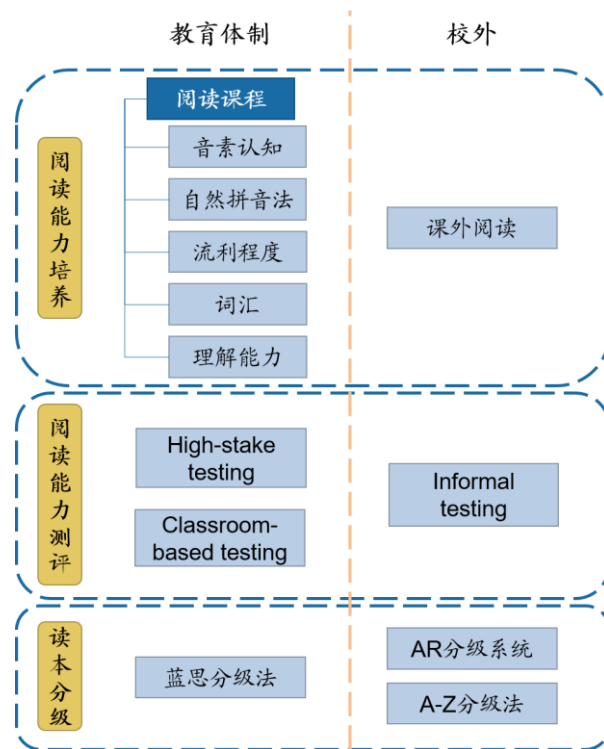 教育体制
校外
阅读能力培养
阅读课程
音素认知
自然拼音法
流利程度
词汇
理解能力
课外阅读
阅读能力测评
High-stake
testing
Classroom-
based testing
Informal
testing
读本分级
蓝思分级法
AR分级系统
A-Z分级法